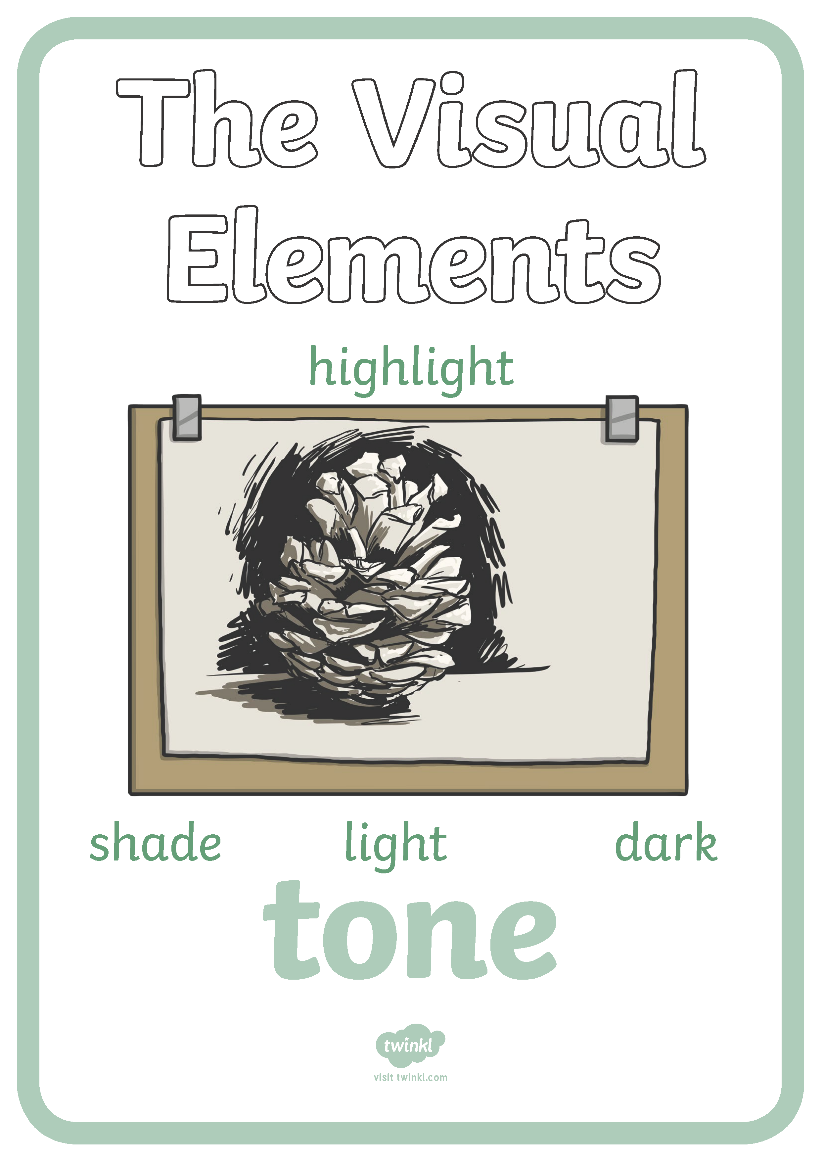 The Visual
Elements
highlight
shade light dark
tone
twinkl
visit twinkl.com